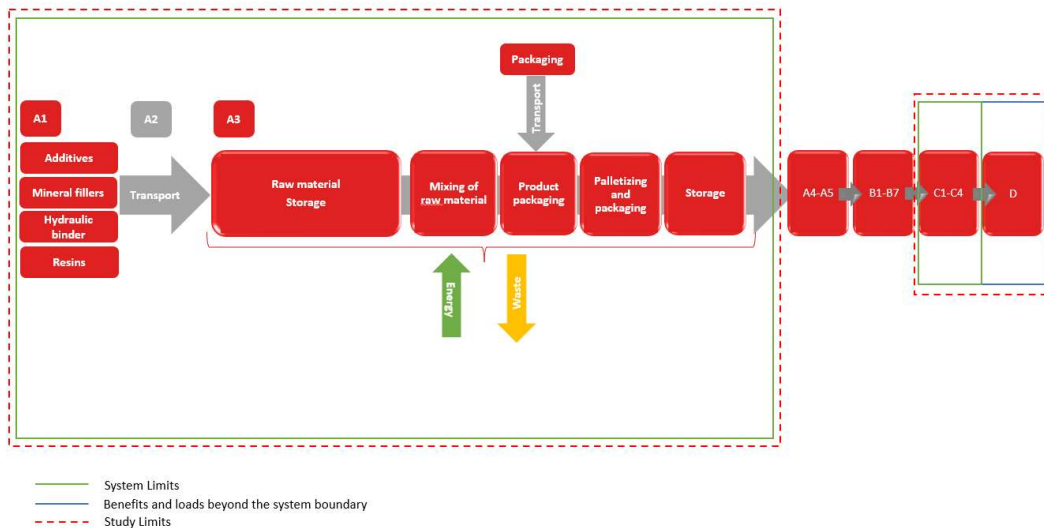 Packaging
Transport
A1
A2
A3
Additives
Mineral fillers
Hydraulic
binder
Resins
Transport
Raw material
Storage
Mixing of
raw material
Product
packaging
Palletizing
and
packaging
Storage
A4-A5
B1-B7
C1-C4
D
Energy
Waste
System Limits
Benefits and loads beyond the system boundary
Study Limits